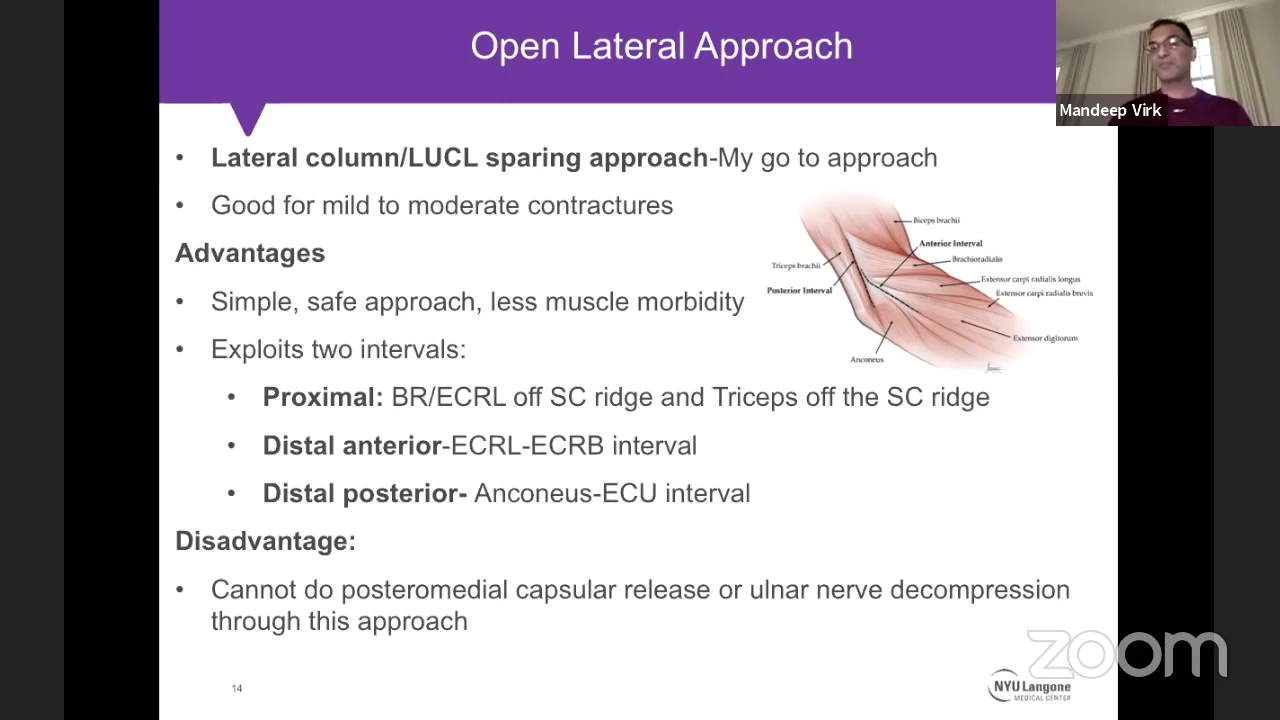 Open Lateral Approach
Mandeep Virk
• Lateral column/LUCL sparing approach-My go to approach
• Good for mild to moderate contractures
Advantages
• Simple, safe approach, less muscle morbidity
• Exploits two intervals:
• Proximal: BR/ECRL off SC ridge and Triceps off the SC ridge
• Distal anterior-ECRL-ECRB interval
• Distal posterior- Anconeus-ECU interval
Disadvantage:
• Cannot do posteromedial capsular release or ulnar nerve decompression
through this approach
Biceps brachii
Anterior Interval
Brachioradialis
Triceps brachii
Extensor carpi radialis longus
Posterior Interval
Extensor carpi radialis brevis
Extensor digitorum
Anconeus
zoom
14
NYU Langone
MEDICAL CENTER